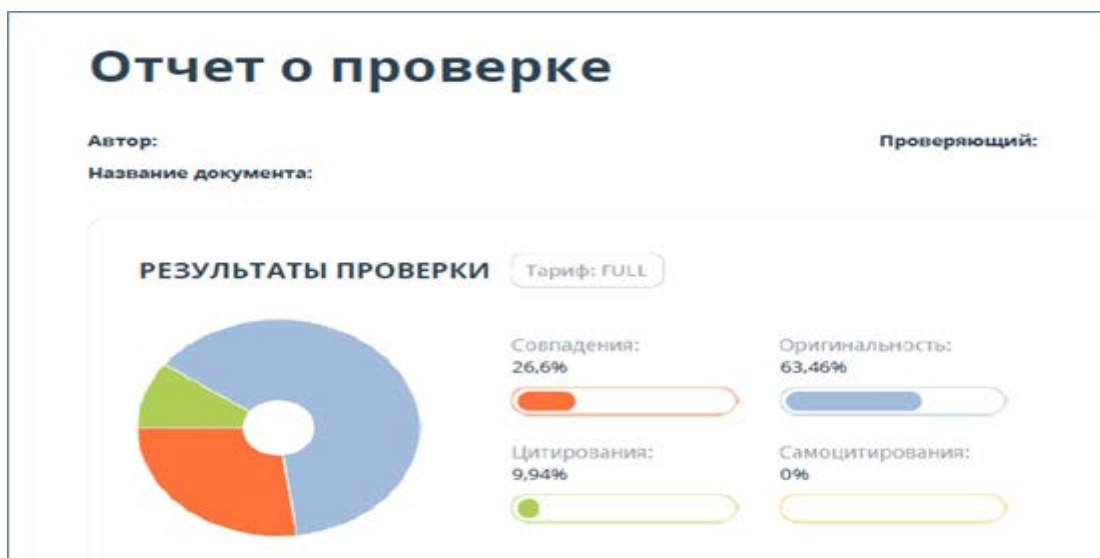 Отчет о проверке
Автор:
Проверяющий:
Название документа:
РЕЗУЛЬТАТЫ ПРОВЕРКИ Тариф: FULL
Совпадения:
26,6%
Оригинальность:
63,46%
Цитирования:
9,94%
Самоцитирования:
0%